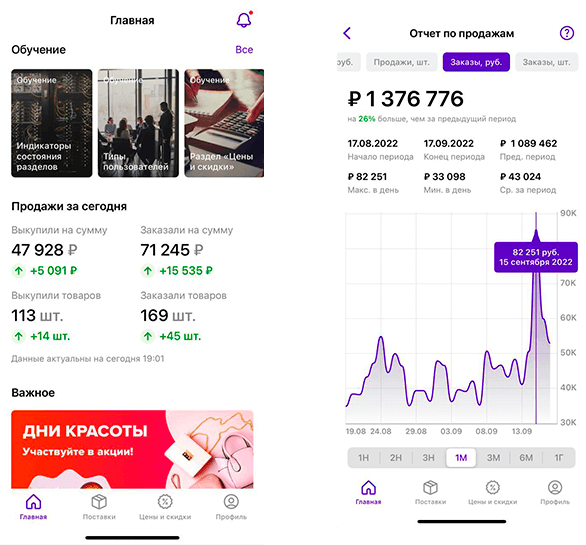 Главная
Обучение
Все
Обучение
Индикаторы
состояния
разделов
Обучение
Типы
пользователей
Обучение
Раздел «Цены
и скидки»
Продажи за сегодня
Выкупили на сумму
47 928 ₽
+5 091 ₽
Заказали на сумму
71 245 ₽
+15 535 ₽
Выкупили товаров
113 шт.
+14 шт.
Заказали товаров
169 шт.
+45 шт.
Данные актуальны на сегодня 19:01
Важное
ДНИ КРАСОТЫ
Участвуйте в акции!
Главная
Поставки
Цены и скидки
Профиль
Отчет по продажам
?
руб.
Продажи, шт.
Заказы, руб.
Заказы, шт.
₽ 1 376 776
на 26% больше, чем за предыдущий период
17.08.2022
Начало периода
17.09.2022
Конец периода
₽ 1 089 462
Пред. период
₽ 82 251
Макс. в день
₽ 33 098
Мин. в день
₽ 43 024
Ср. за период
90K
82 251 руб.
15 сентября 2022
70K
60K
50K
40K
30K
19.08
24.08
29.08
03.09
08.09
13.09
1Н
2Н
3Н
1М
3М
6М
1Г
Главная
Поставки
Цены и скидки
Профиль